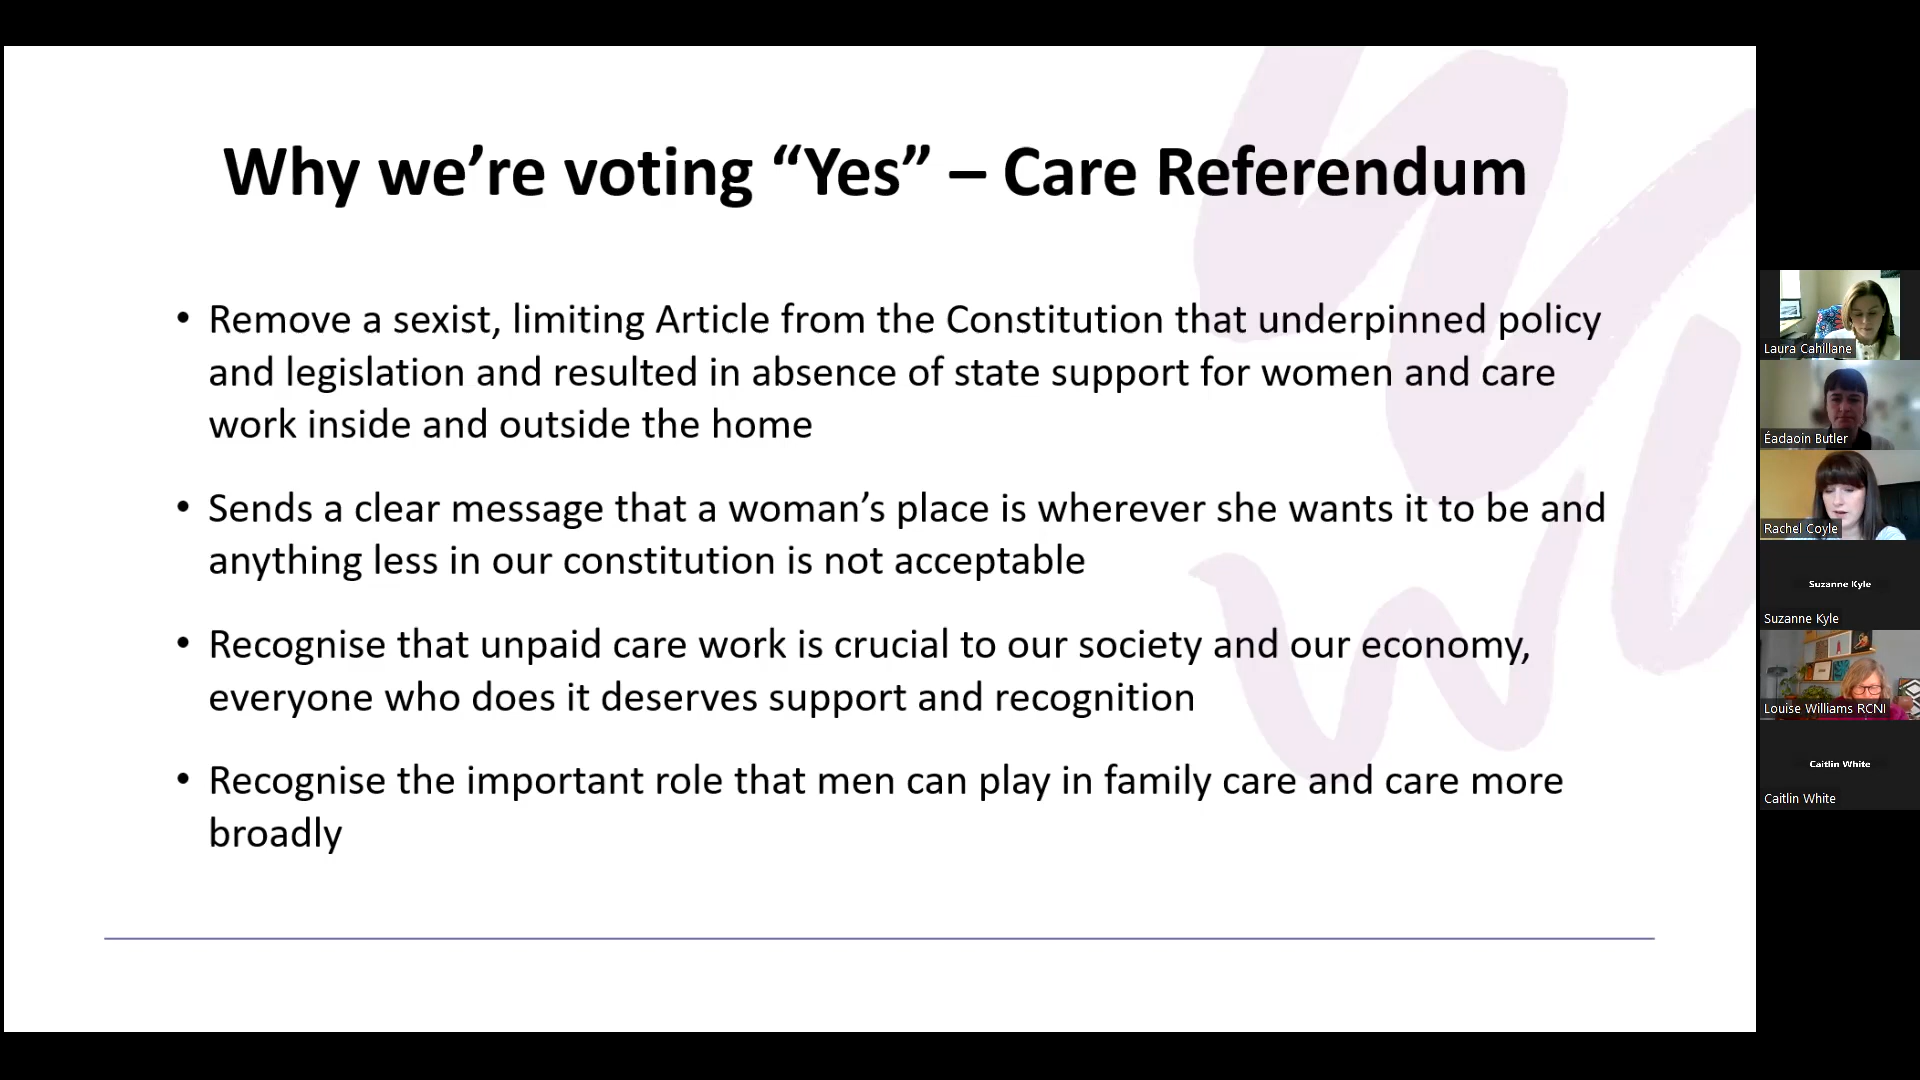 Why we’re voting “Yes” – Care Referendum
• Remove a sexist, limiting Article from the Constitution that underpinned policy
and legislation and resulted in absence of state support for women and care
work inside and outside the home
• Sends a clear message that a woman’s place is wherever she wants it to be and
anything less in our constitution is not acceptable
• Recognise that unpaid care work is crucial to our society and our economy,
everyone who does it deserves support and recognition
• Recognise the important role that men can play in family care and care more
broadly
Laura Cahillane
Éadaoin Butler
Rachel Coyle
Suzanne Kyle
Suzanne Kyle
Louise Williams RCNI
Caitlin White
Caitlin White